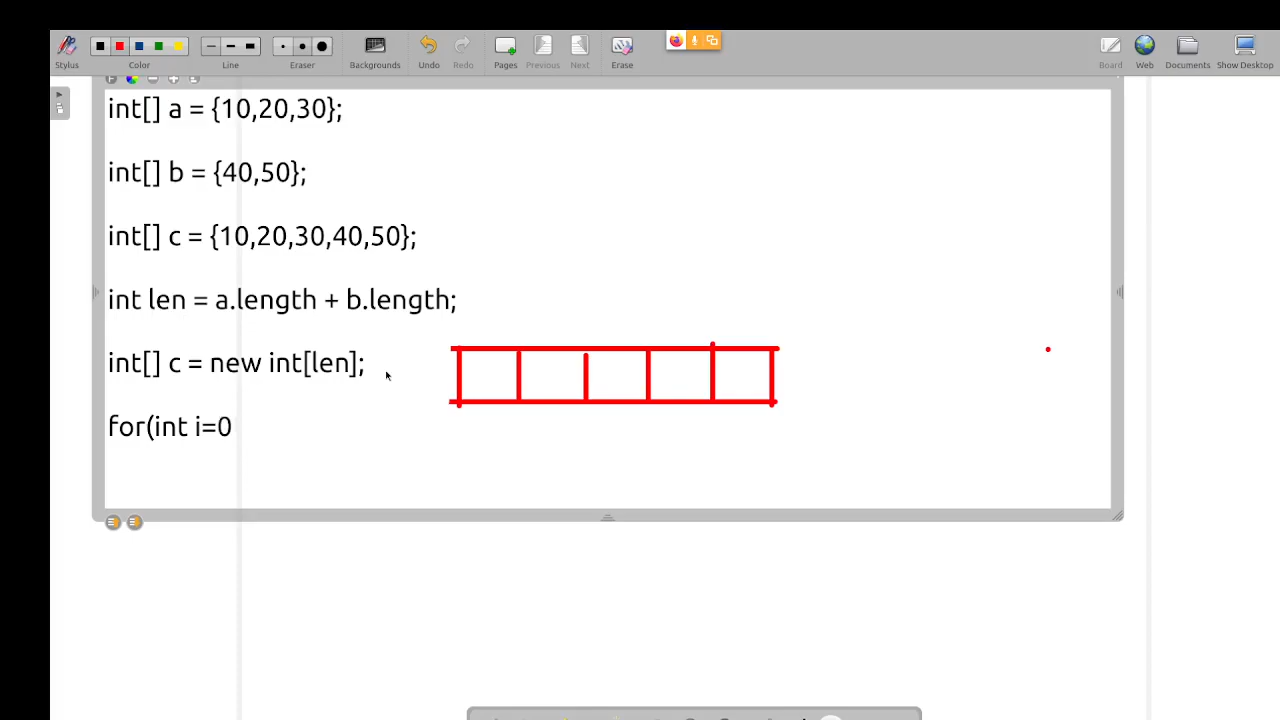 Stylus
Color
Line
Eraser
Backgrounds
Undo
Redo
Pages
Previous
Next
Erase
Board
Web
Documents
Show Desktop
int[] a = {10,20,30};
int[] b = {40,50};
int[] c = {10,20,30,40,50};
int len = a.length + b.length;
int[] c = new int[len];
for(int i=0